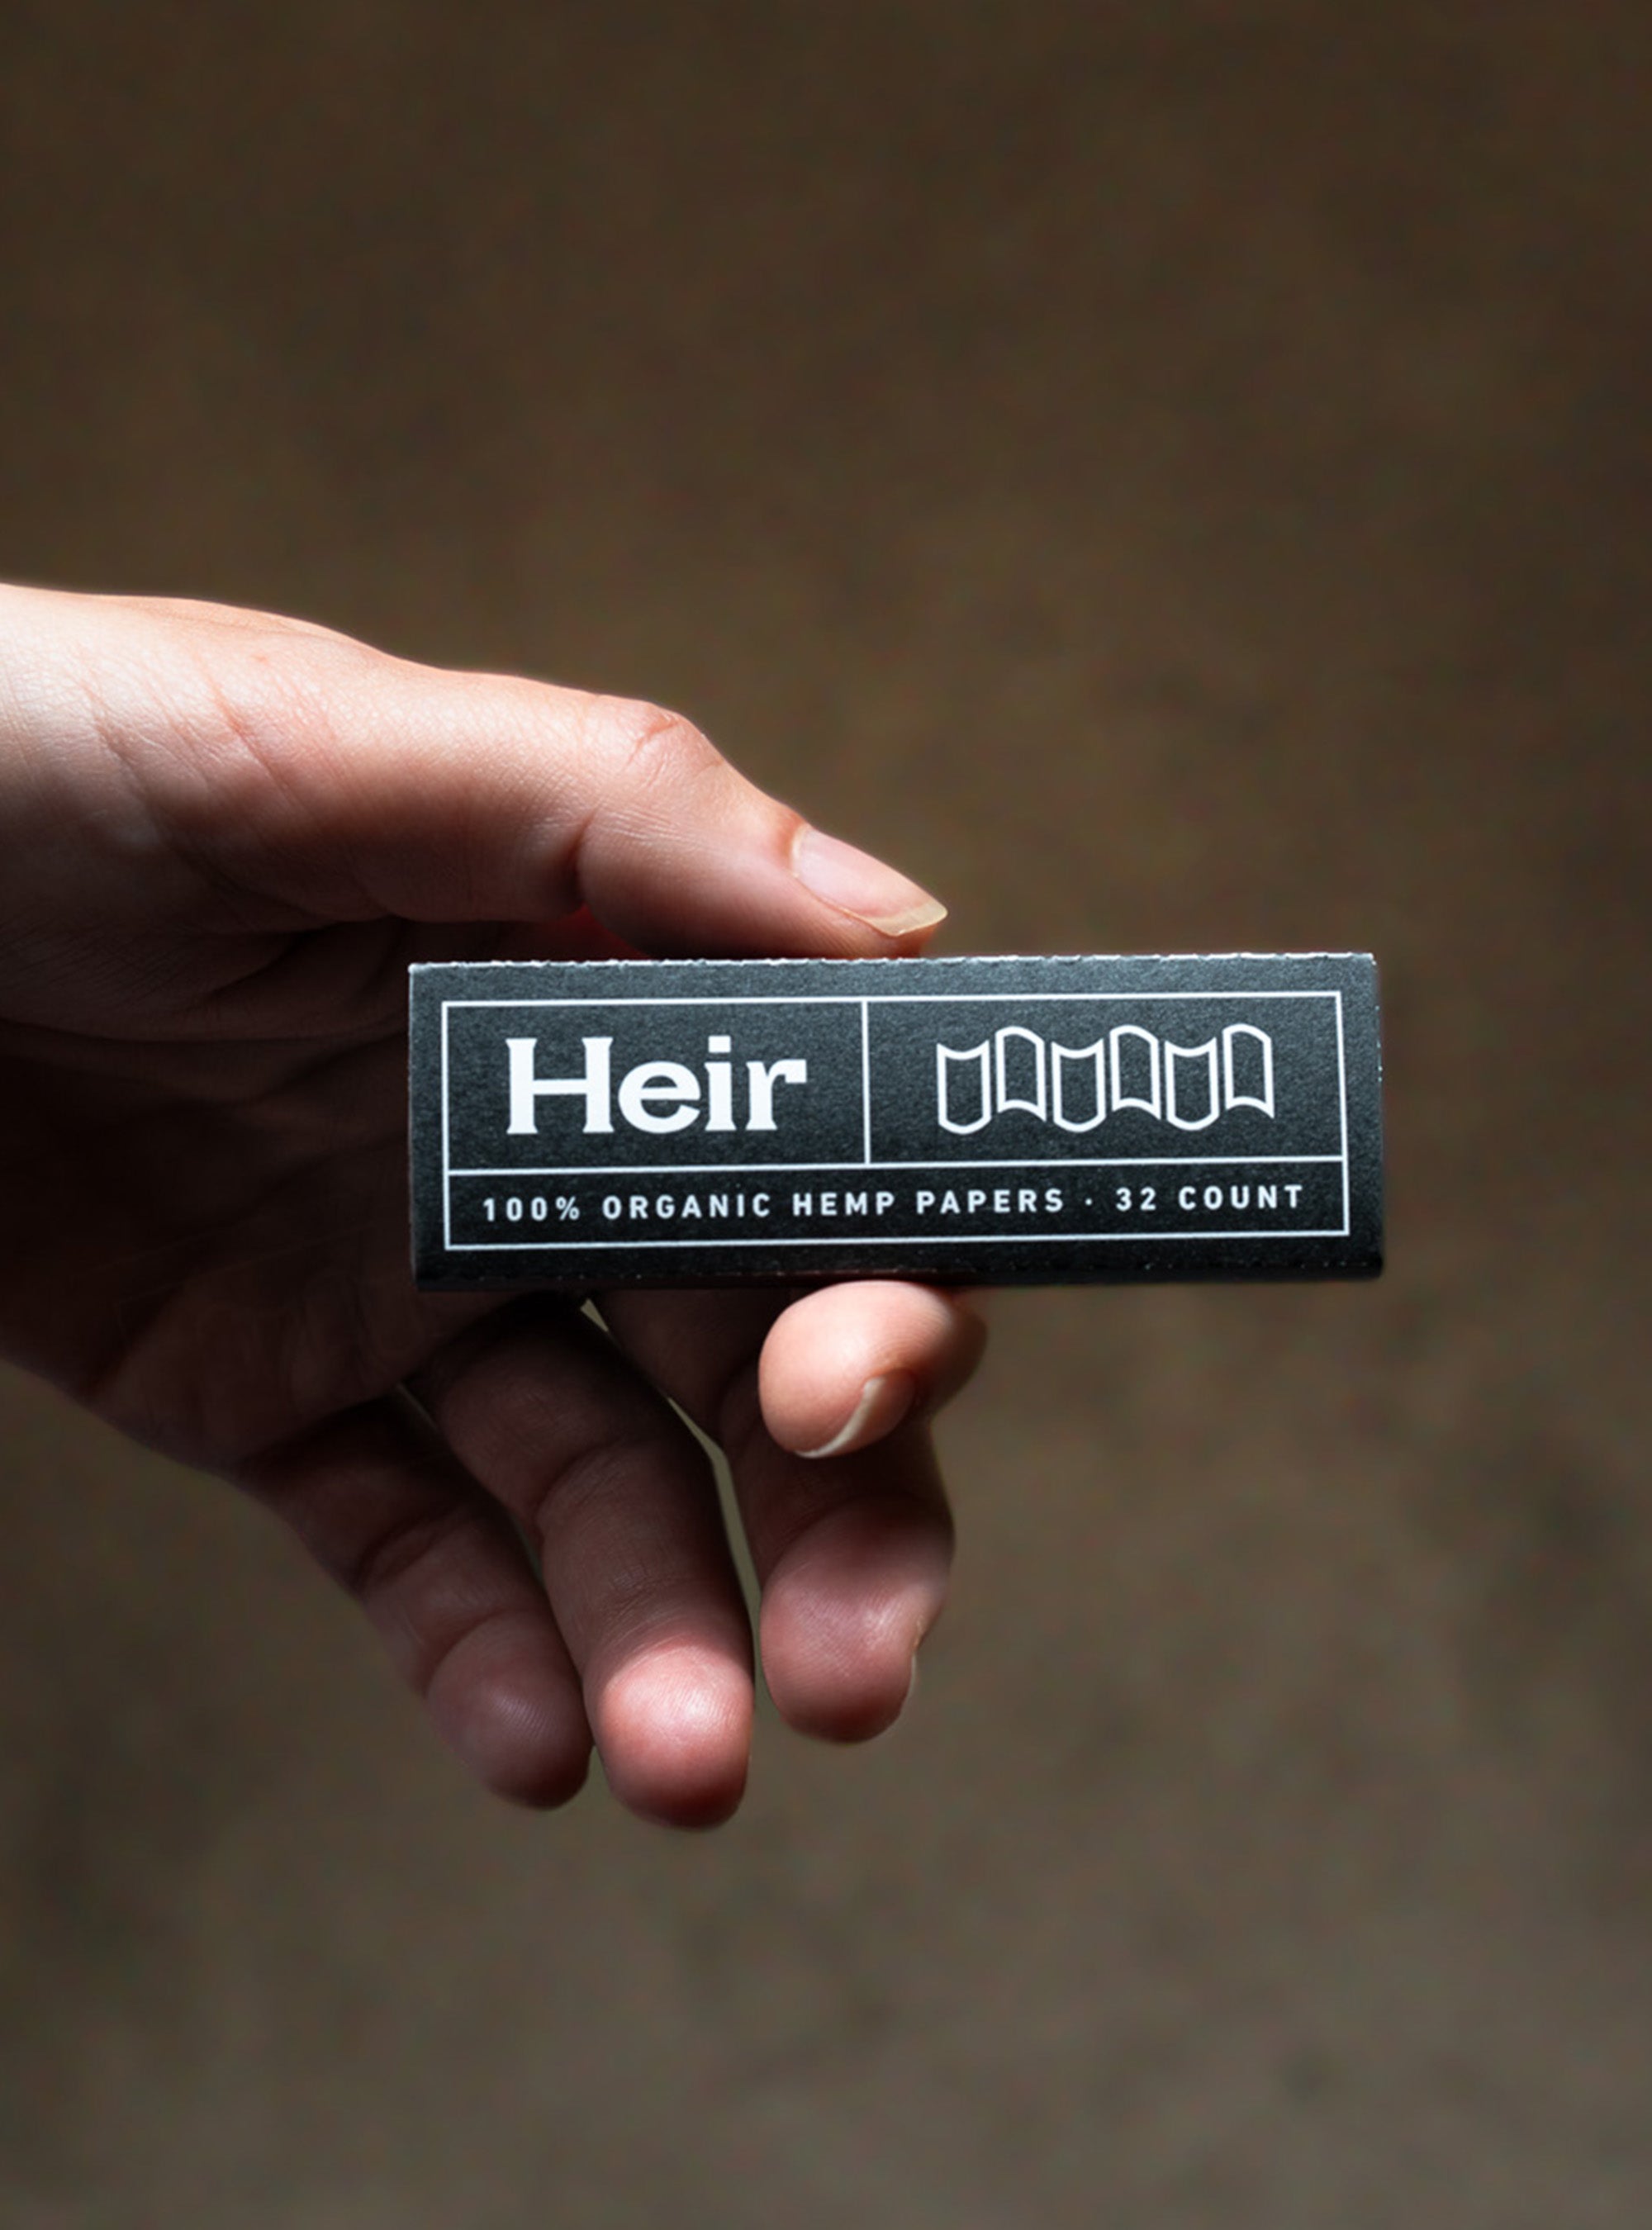 Heir
100% ORGANIC HEMP PAPERS · 32 COUNT